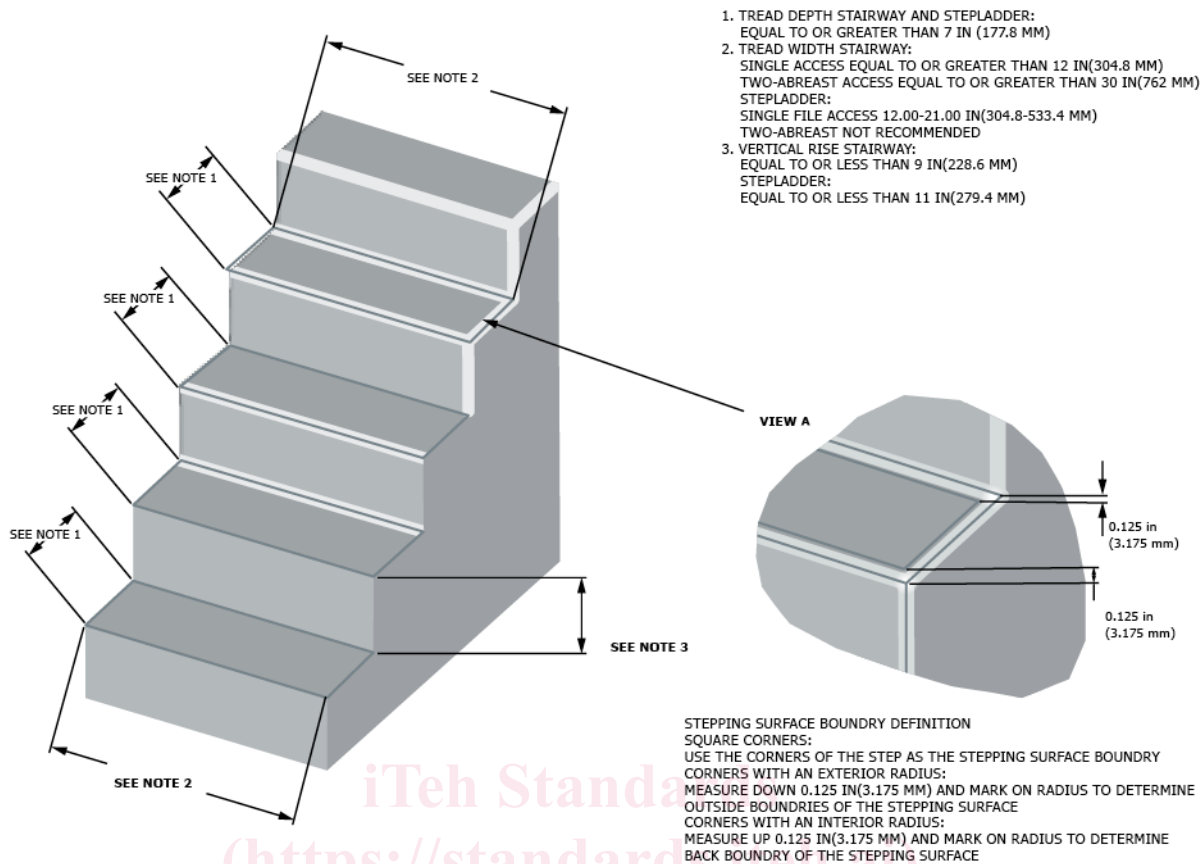 1. TREAD DEPTH STAIRWAY AND STEPLADDER:
EQUAL TO OR GREATER THAN 7 IN (177.8 MM)
2. TREAD WIDTH STAIRWAY:
SINGLE ACCESS EQUAL TO OR GREATER THAN 12 IN(304.8 MM)
TWO-ABREAST ACCESS EQUAL TO OR GREATER THAN 30 IN(762 MM)
STEPLADDER:
SINGLE FILE ACCESS 12.00-21.00 IN(304.8-533.4 MM)
TWO-ABREAST NOT RECOMMENDED
3. VERTICAL RISE STAIRWAY:
EQUAL TO OR LESS THAN 9 IN(228.6 MM)
STEPLADDER:
EQUAL TO OR LESS THAN 11 IN(279.4 MM)
SEE NOTE 2
SEE NOTE 1
SEE NOTE 1
SEE NOTE 1
SEE NOTE 1
VIEW A
0.125 in
(3.175 mm)
0.125 in
(3.175 mm)
SEE NOTE 3
SEE NOTE 2
STEPPING SURFACE BOUNDRY DEFINITION
SQUARE CORNERS:
USE THE CORNERS OF THE STEP AS THE STEPPING SURFACE BOUNDRY
CORNERS WITH AN EXTERIOR RADIUS:
MEASURE DOWN 0.125 IN(3.175 MM) AND MARK ON RADIUS TO DETERMINE
OUTSIDE BOUNDRIES OF THE STEPPING SURFACE
CORNERS WITH AN INTERIOR RADIUS:
MEASURE UP 0.125 IN(3.175 MM) AND MARK ON RADIUS TO DETERMINE
BACK BOUNDRY OF THE STEPPING SURFACE
iTeh Standards